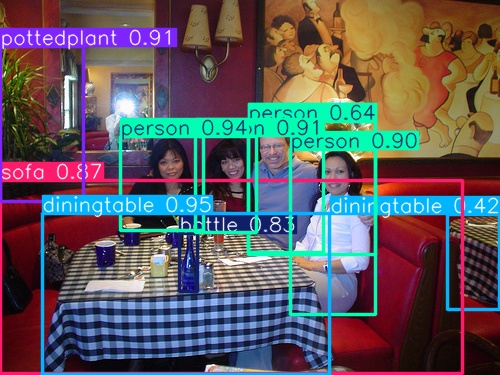 pottedplant 0.91
person 0.64
person 0.94
n 0.91
person 0.90
sofa 0.87
diningtable 0.95
diningtable 0.42
bottle 0.83